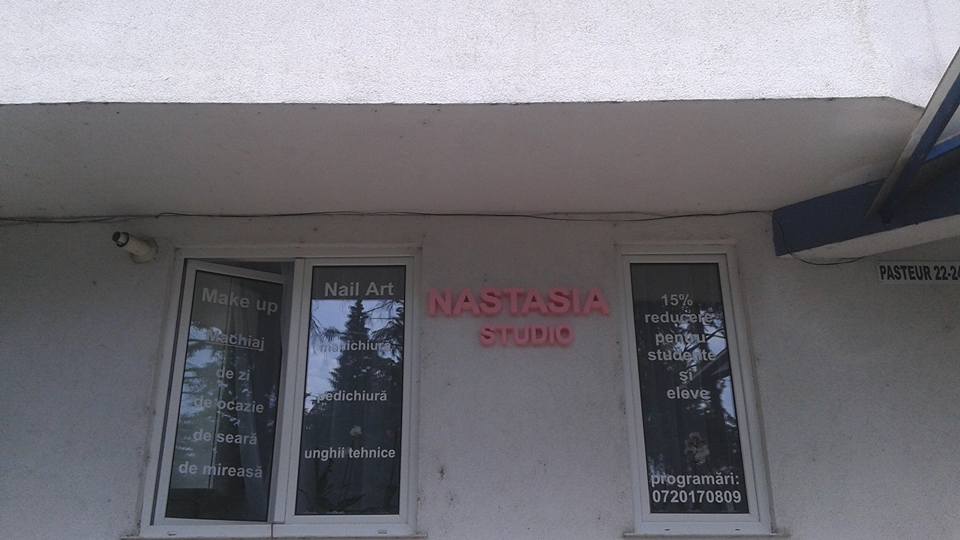 Make up
Machiaj
de zi
de ocazie
de seară
de mireasă
Nail Art
manichiură
pedichiură
unghii tehnice
NASTASIA
STUDIO
15%
reducere
pentru
studente
și
eleve
programări:
0720170809
PASTEUR 22-24